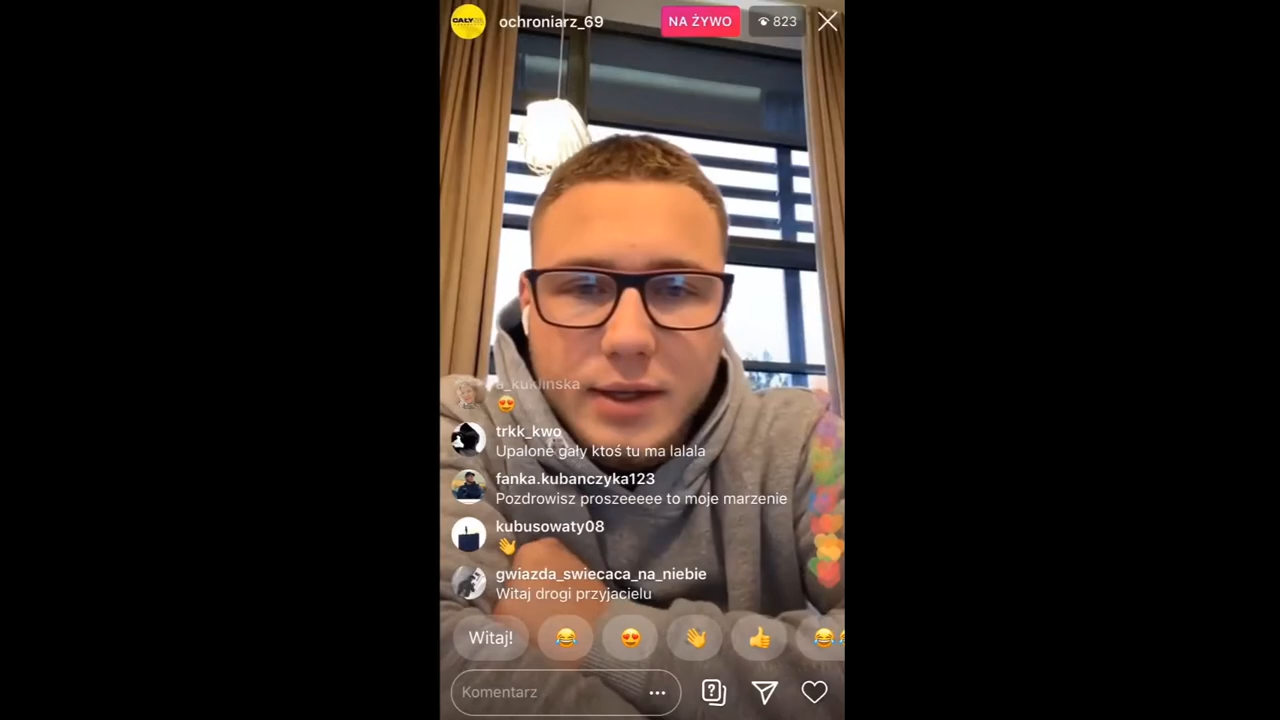 CAŁY
ochroniarz_69
NA ŻYWO
823
a_kuklinska
trkk_kwo
Upalone gały ktoś tu ma lalala
fanka.kubanczyka123
Pozdrowisz proszeeeee to moje marzenie
kubusowaty08
gwiazda_swiecaca_na_niebie
Witaj drogi przyjacielu
Witaj!
Komentarz